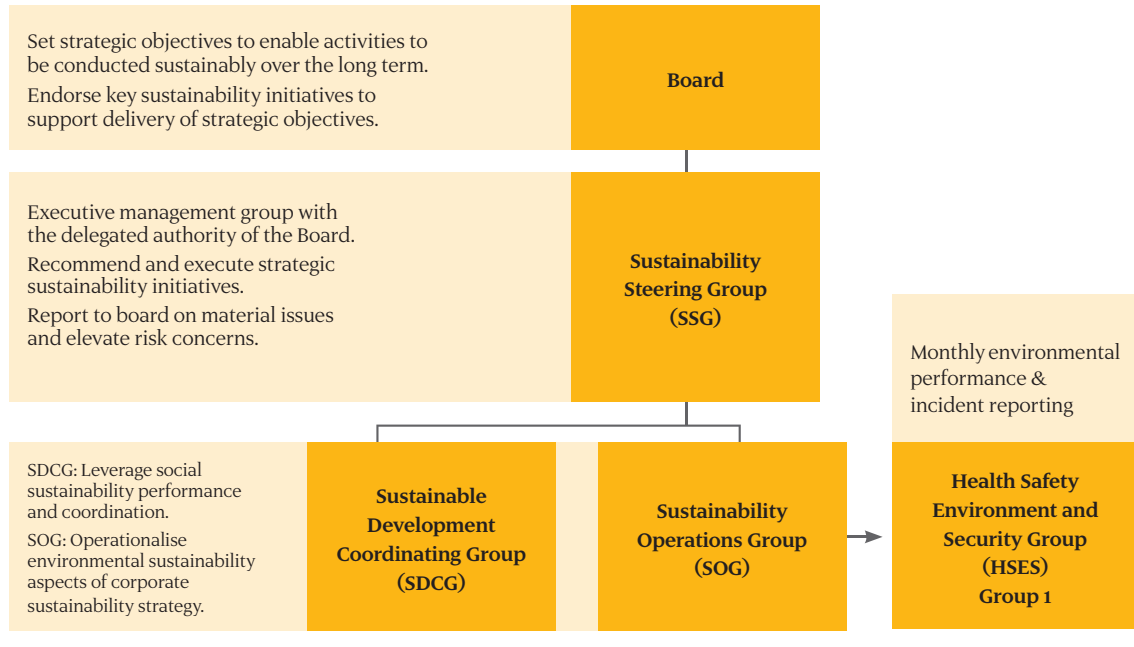 Set strategic objectives to enable activities to
be conducted sustainably over the long term.
Endorse key sustainability initiatives to
support delivery of strategic objectives.
Board
Executive management group with
the delegated authority of the Board.
Recommend and execute strategic
sustainability initiatives.
Report to board on material issues
and elevate risk concerns.
Sustainability
Steering Group
(SSG)
Monthly environmental
performance &
incident reporting
SDCG: Leverage social
sustainability performance
and coordination.
SOG: Operationalise
environmental sustainability
aspects of corporate
sustainability strategy.
Sustainable
Development
Coordinating Group
(SDCG)
Sustainability
Operations Group
(SOG)
Health Safety
Environment and
Security Group
(HSES)
Group 1